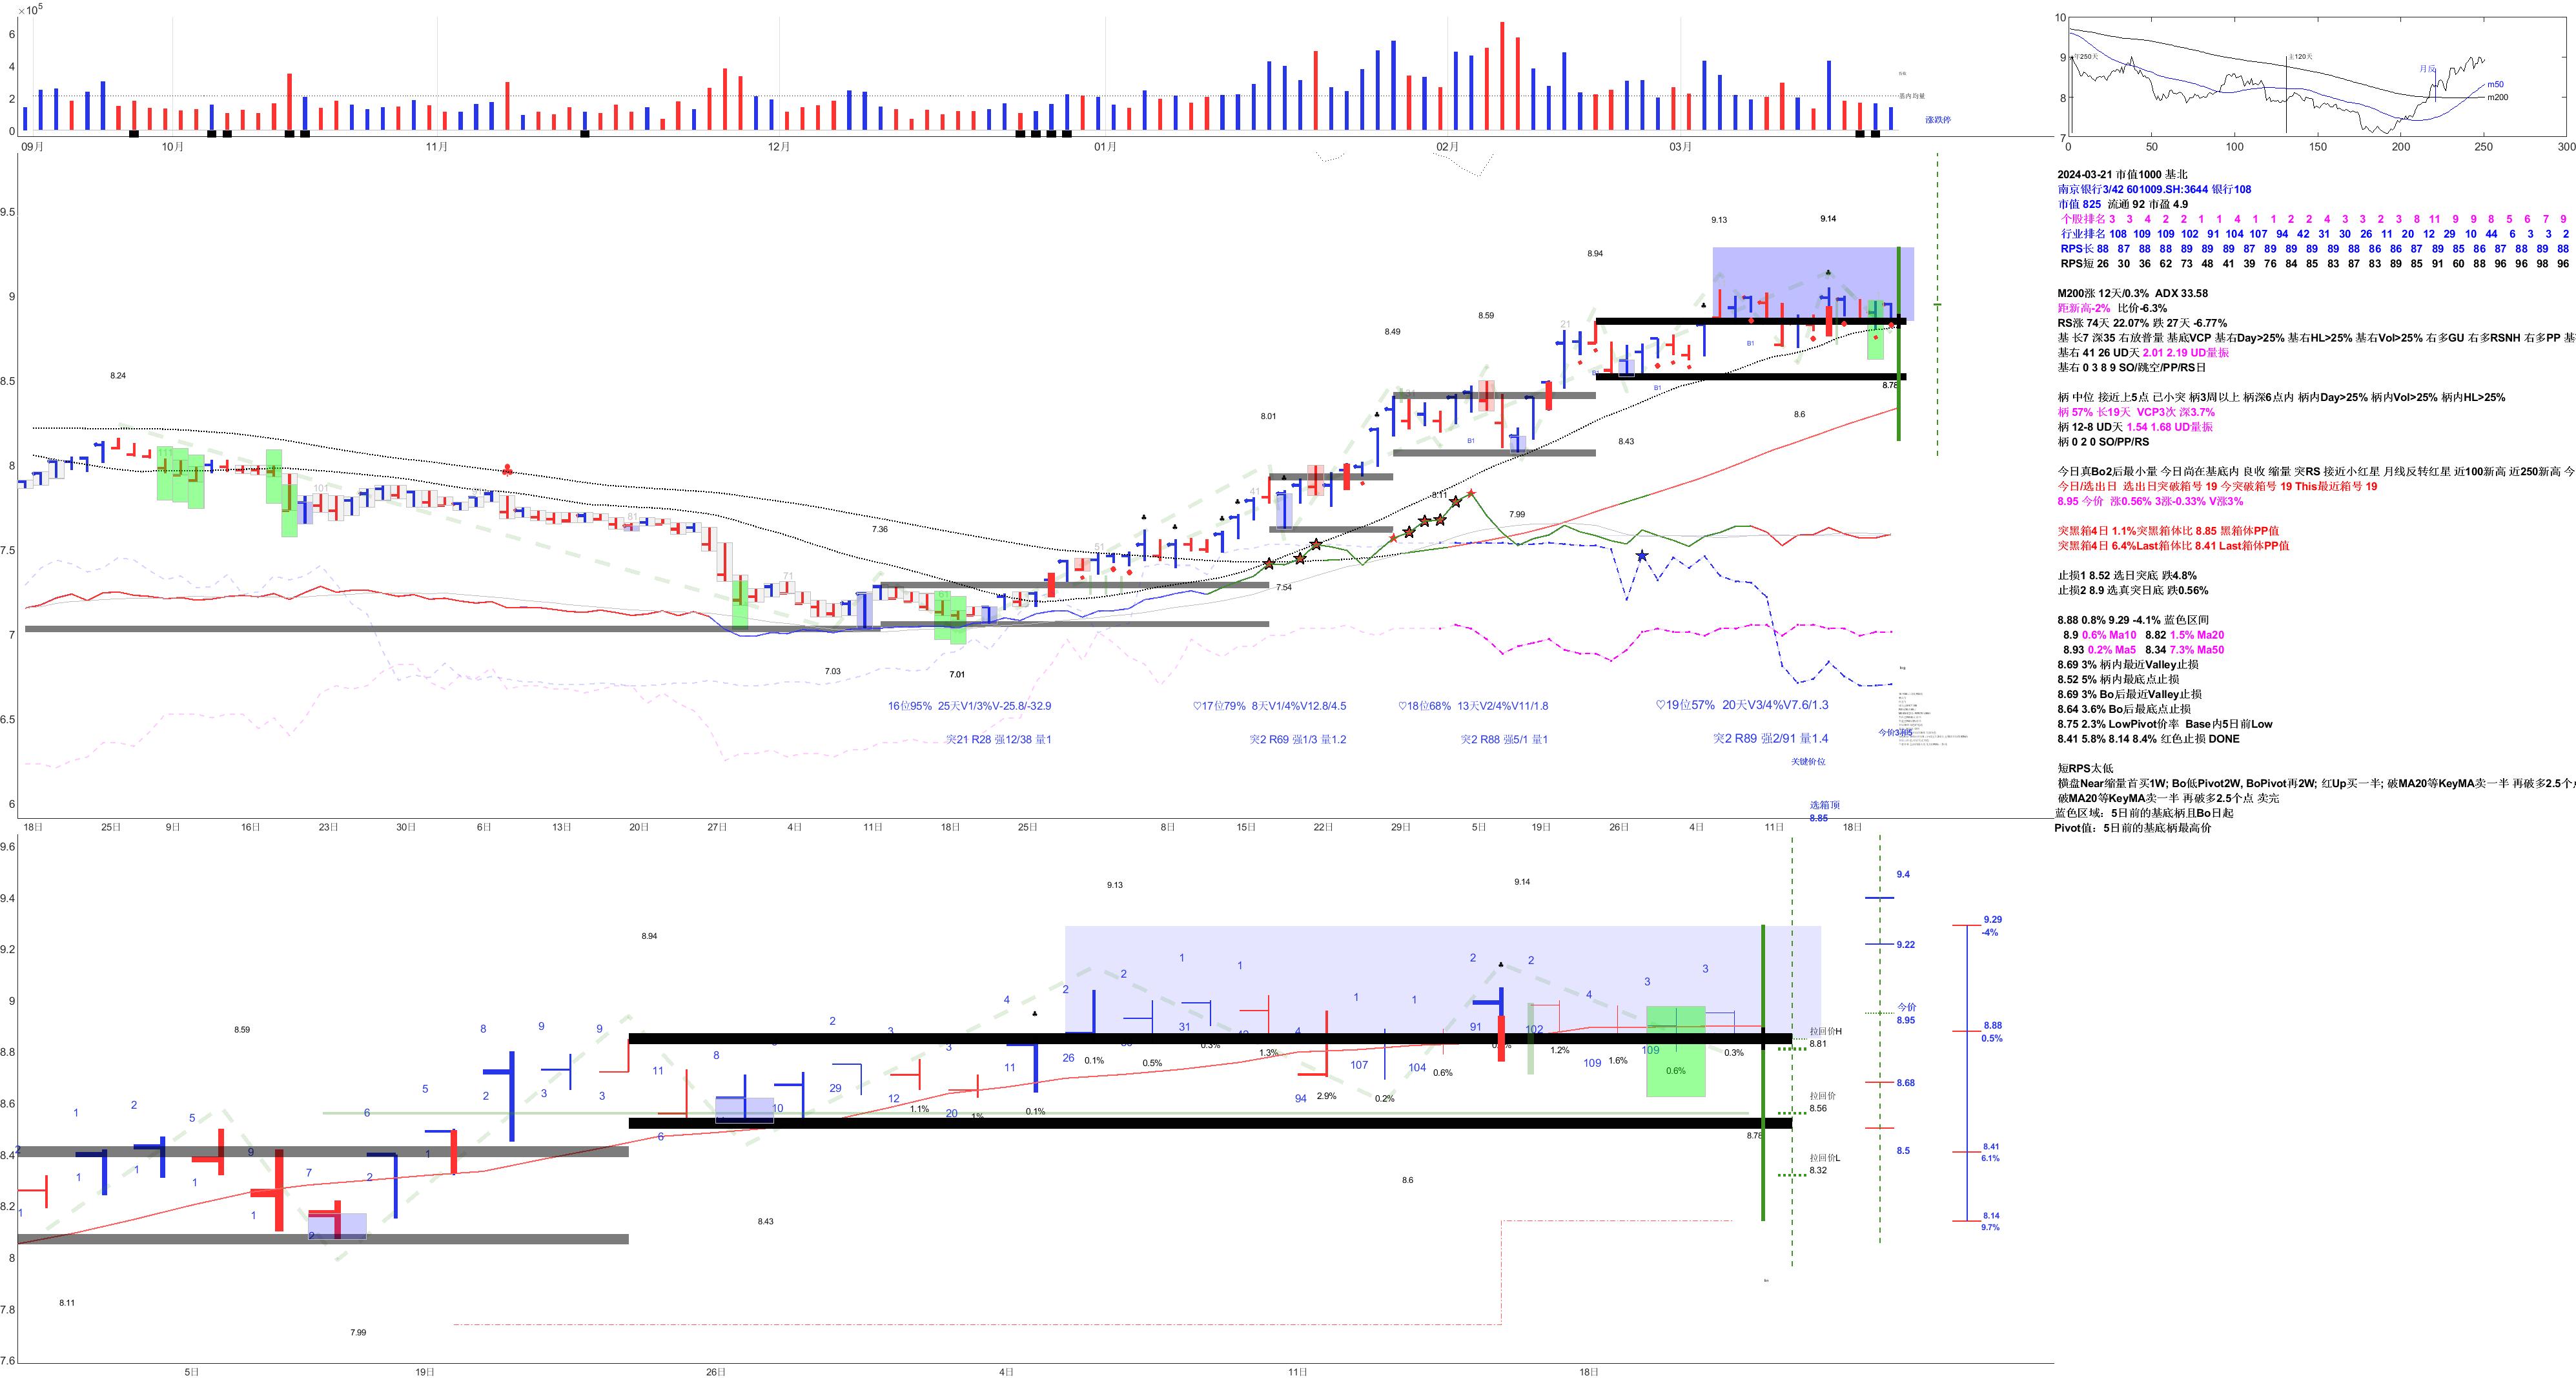 ×10⁵
6
4
2
0
基内均量
涨跌停
09月 10月 11月 12月 01月 02月 03月
10
9
8
7
年250天
主120天
月反
m50
m200
0 50 100 150 200 250 300
9.5
9
8.5
8
7.5
7
6.5
6
8.24
111
101
61
71
7.36
7.03
81
7.01
51
41
8.01
7.54
8.49
8.11
8.59
7.99
B1
21
8.94
8.43
B1
B1
9.13
9.14
8.6
8.78
16位95% 25天V1/3%V-25.8/-32.9
突21 R28 强12/38 量1
♡17位79% 8天V1/4%V12.8/4.5
突2 R69 强1/3 量1.2
♡18位68% 13天V2/4%V11/1.8
突2 R88 强5/1 量1
♡19位57% 20天V3/4%V7.6/1.3
突2 R89 强2/91 量1.4
关键价位
选箱顶
8.85
18日 25日 9日 16日 23日 30日 6日 13日 20日 27日 4日 11日 18日 25日 8日 15日 22日 29日 5日 19日 26日 4日 11日 18日
2024-03-21 市值1000 基北
南京银行3/42 601009.SH:3644 银行108
市值 825 流通 92 市盈 4.9
个股排名 3 3 4 2 2 1 1 4 1 1 2 2 4 3 3 2 3 8 11 9 9 8 5 6 7 9
行业排名 108 109 109 102 91 104 107 94 42 31 30 26 11 20 12 29 10 44 6 3 3 2
RPS长 88 87 88 88 89 89 89 87 89 89 89 89 88 86 86 87 89 85 86 87 88 89 88
RPS短 26 30 36 62 73 48 41 39 76 84 85 83 87 83 89 85 91 60 88 96 96 98 96
M200涨 12天/0.3% ADX 33.58
距新高-2% 比价-6.3%
RS涨 74天 22.07% 跌 27天 -6.77%
基 长7 深35 右放普量 基底VCP 基右Day>25% 基右HL>25% 基右Vol>25% 右多GU 右多RSNH 右多PP 基
基右 41 26 UD天 2.01 2.19 UD量振
基右 0 3 8 9 SO/跳空/PP/RS日
柄 中位 接近上5点 已小突 柄3周以上 柄深6点内 柄内Day>25% 柄内Vol>25% 柄内HL>25%
柄 57% 长19天 VCP3次 深3.7%
柄 12-8 UD天 1.54 1.68 UD量振
柄 0 2 0 SO/PP/RS
今日真Bo2后最小量 今日尚在基底内 良收 缩量 突RS 接近小红星 月线反转红星 近100新高 近250新高 今
今日/选出日 选出日突破箱号 19 今突破箱号 19 This最近箱号 19
8.95 今价 涨0.56% 3涨-0.33% V涨3%
突黑箱4日 1.1%突黑箱体比 8.85 黑箱体PP值
突黑箱4日 6.4%Last箱体比 8.41 Last箱体PP值
止损1 8.52 选日突底 跌4.8%
止损2 8.9 选真突日底 跌0.56%
8.88 0.8% 9.29 -4.1% 蓝色区间
8.9 0.6% Ma10 8.82 1.5% Ma20
8.93 0.2% Ma5 8.34 7.3% Ma50
8.69 3% 柄内最近Valley止损
8.52 5% 柄内最底点止损
8.69 3% Bo后最近Valley止损
8.64 3.6% Bo后最底点止损
8.75 2.3% LowPivot价率 Base内5日前Low
8.41 5.8% 8.14 8.4% 红色止损 DONE
短RPS太低
横盘Near缩量首买1W; Bo低Pivot2W, BoPivot再2W; 红Up买一半; 破MA20等KeyMA卖一半 再破多2.5个点
破MA20等KeyMA卖一半 再破多2.5个点 卖完
蓝色区域：5日前的基底柄且Bo日起
Pivot值：5日前的基底柄最高价
9.6
9.4
9.2
9
8.8
8.6
8.4
8.2
8
7.8
7.6
8.11
8.59
7.99
8.94
8.43
9.13
9.14
8.6
8.78
0.1%
0.5%
1.3%
2.9%
0.2%
0.6%
1.2%
1.6%
0.6%
0.3%
1.1%
1%
0.1%
拉回价H
8.81
拉回价
8.56
拉回价L
8.32
9.4
9.22
今价
8.95
8.68
8.5
9.29
-4%
8.88
0.5%
8.41
6.1%
8.14
9.7%
5日 19日 26日 4日 11日 18日